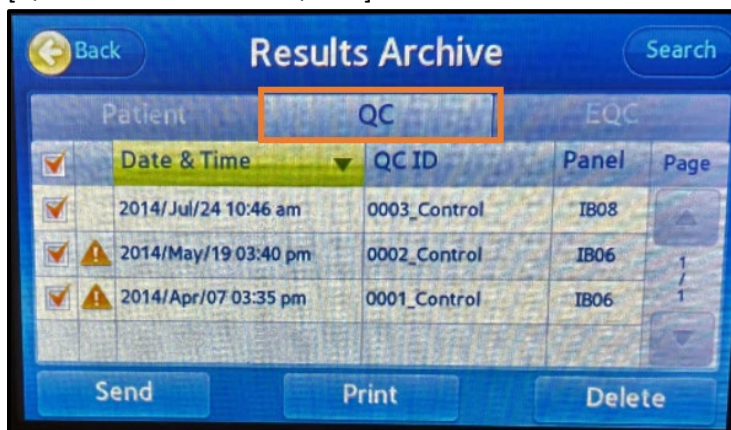 Back Results Archive Search
Patient QC EQC
Date & Time QC ID Panel Page
2014/Jul/24 10:46 am 0003_Control IB08
2014/May/19 03:40 pm 0002_Control IB06
2014/Apr/07 03:35 pm 0001_Control IB06
1
/
1
Send Print Delete